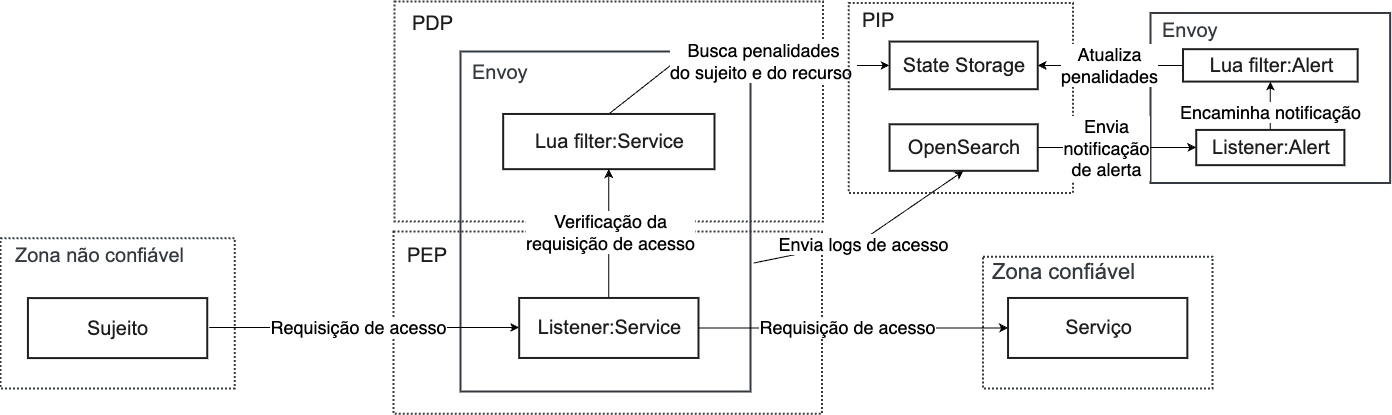 PDP
Envoy
Busca penalidades
do sujeito e do recurso
Lua filter:Service
Verificação da
requisição de acesso
PEP
Listener:Service
Zona não confiável
Sujeito
Requisição de acesso
Requisição de acesso
Envia logs de acesso
PIP
State Storage
OpenSearch
Atualiza
penalidades
Envia
notificação
de alerta
Envoy
Lua filter:Alert
Encaminha notificação
Listener:Alert
Zona confiável
Serviço